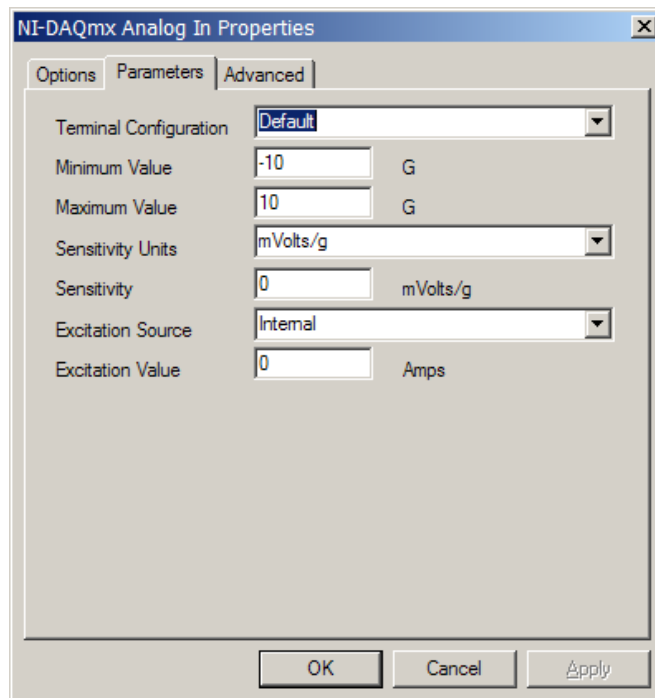 NI-DAQmx Analog In Properties
Options Parameters Advanced
Terminal Configuration Default
Minimum Value -10 G
Maximum Value 10 G
Sensitivity Units mVolts/g
Sensitivity 0 mVolts/g
Excitation Source Internal
Excitation Value 0 Amps
OK Cancel Apply